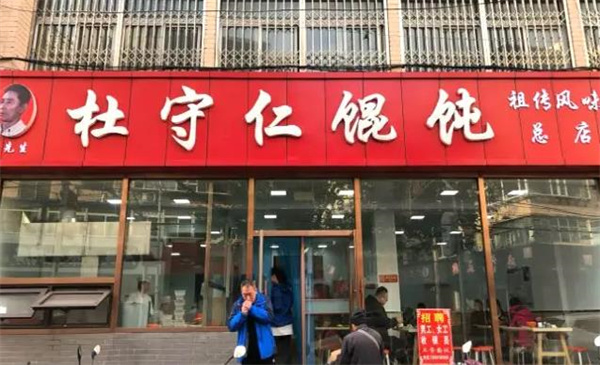 先生
杜守仁馄饨
祖传风味
总店
招聘